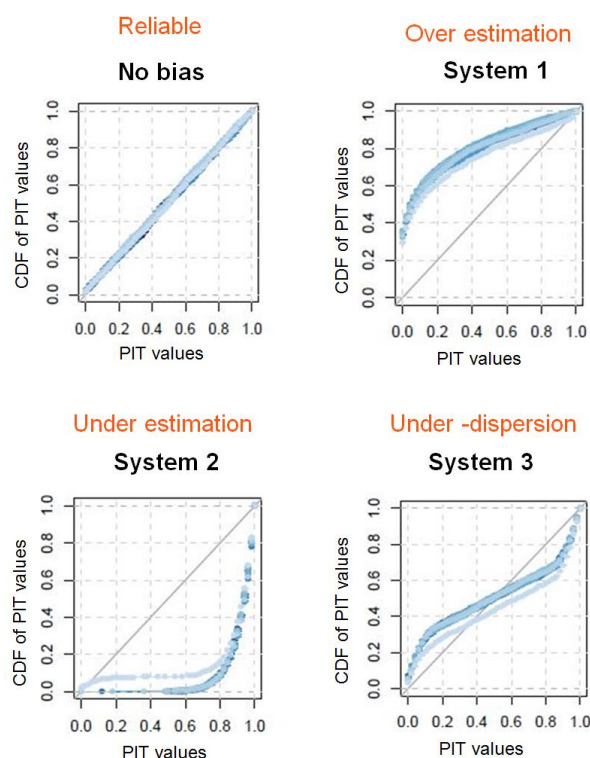 Reliable
No bias
CDF of PIT values
1.0
0.8
0.6
0.4
0.2
0.0
0.0 0.2 0.4 0.6 0.8 1.0
PIT values
Over estimation
System 1
CDF of PIT values
1.0
0.8
0.6
0.4
0.2
0.0
0.0 0.2 0.4 0.6 0.8 1.0
PIT values
Under estimation
System 2
CDF of PIT values
1.0
0.8
0.6
0.4
0.2
0.0
0.0 0.2 0.4 0.6 0.8 1.0
PIT values
Under -dispersion
System 3
CDF of PIT values
1.0
0.8
0.6
0.4
0.2
0.0
0.0 0.2 0.4 0.6 0.8 1.0
PIT values